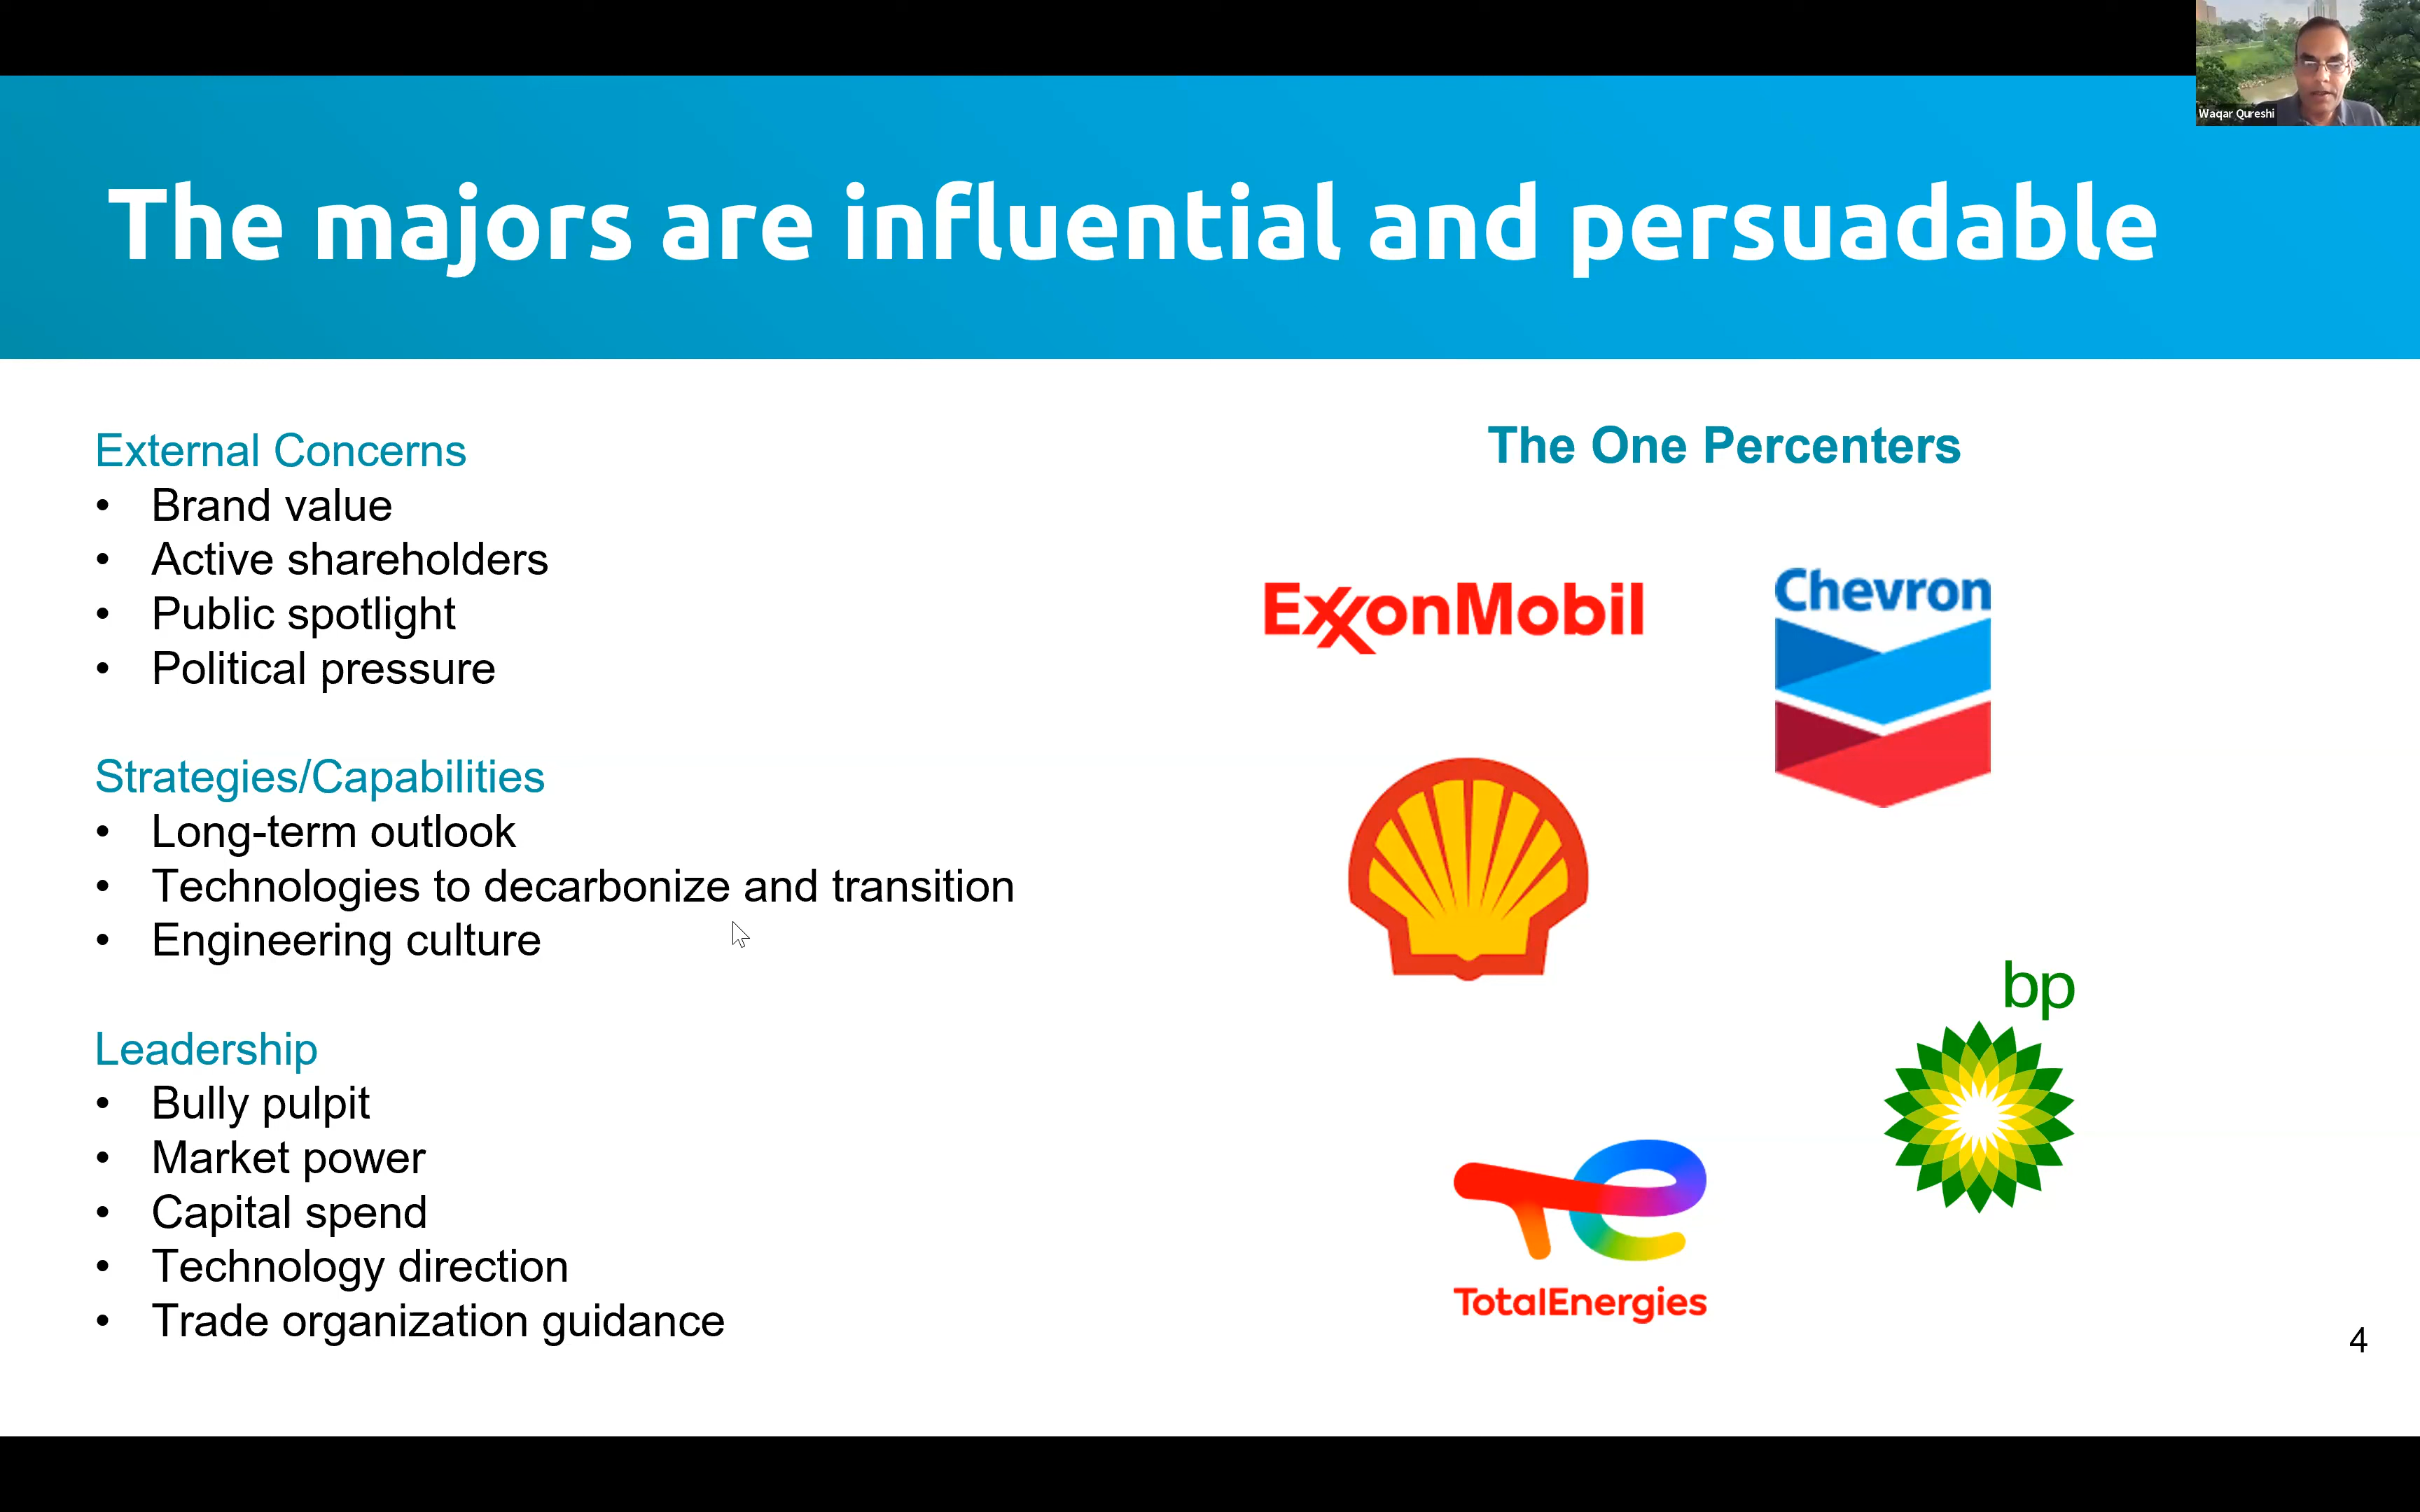 Waqar Qureshi
The majors are influential and persuadable
External Concerns
• Brand value
• Active shareholders
• Public spotlight
• Political pressure
Strategies/Capabilities
• Long-term outlook
• Technologies to decarbonize and transition
• Engineering culture
Leadership
• Bully pulpit
• Market power
• Capital spend
• Technology direction
• Trade organization guidance
The One Percenters
ExxonMobil
Chevron
bp
TotalEnergies
4